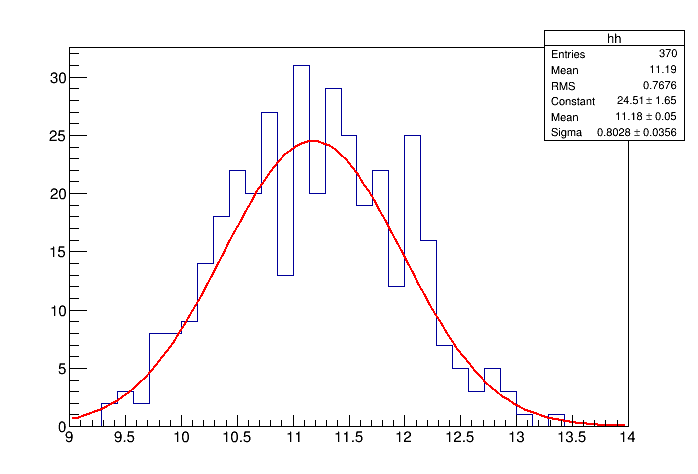 hh
Entries 370
Mean 11.19
RMS 0.7676
Constant 24.51 ± 1.65
Mean 11.18 ± 0.05
Sigma 0.8028 ± 0.0356
30
25
20
15
10
5
0
9 9.5 10 10.5 11 11.5 12 12.5 13 13.5 14